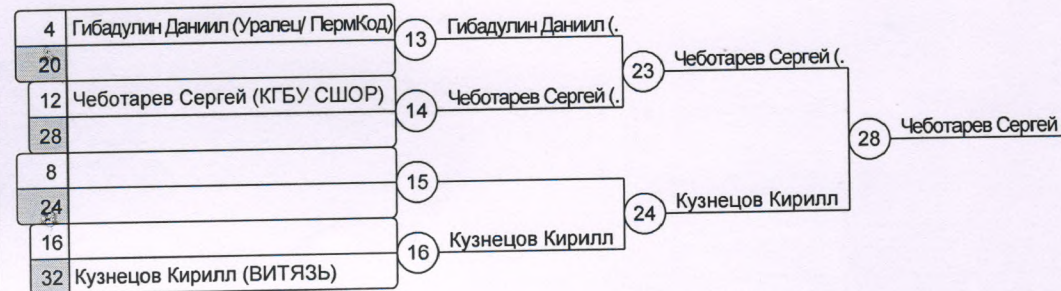 4 Гибадулин Даниил (Уралец/ ПермКод)
20
13 Гибадулин Даниил (.
12 Чеботарев Сергей (КГБУ СШОР)
28
14 Чеботарев Сергей (.
23 Чеботарев Сергей (.
8
24
15
16
32 Кузнецов Кирилл (ВИТЯЗЬ)
16 Кузнецов Кирилл
24 Кузнецов Кирилл
28 Чеботарев Сергей